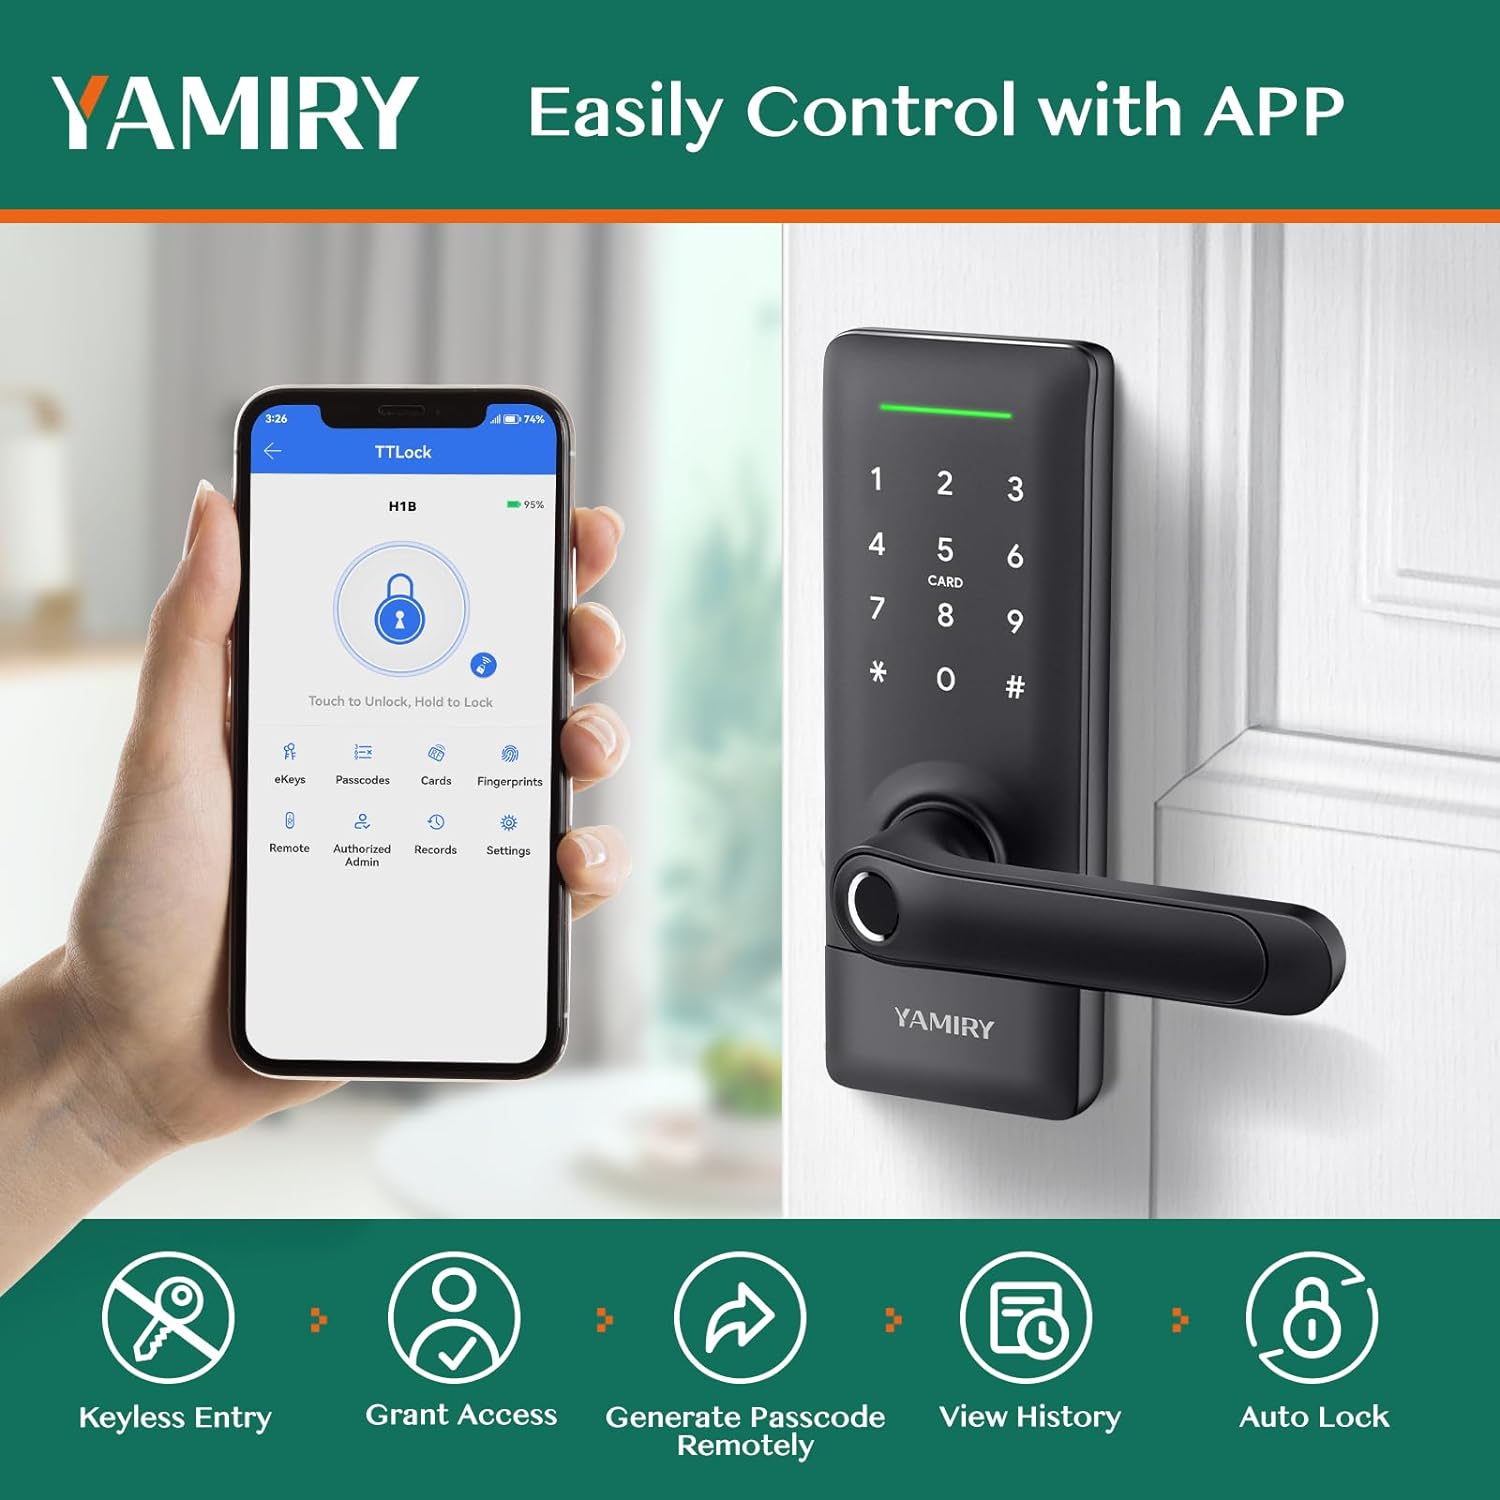 YAMIRY
Easily Control with APP
3:26
74%
TTLock
H1B
95%
Touch to Unlock, Hold to Lock
eKeys
Passcodes
Cards
Fingerprints
Remote
Authorized
Admin
Records
Settings
1 2 3
4 5 6
CARD
7 8 9
* 0 #
YAMIRY
Keyless Entry
Grant Access
Generate Passcode
Remotely
View History
Auto Lock